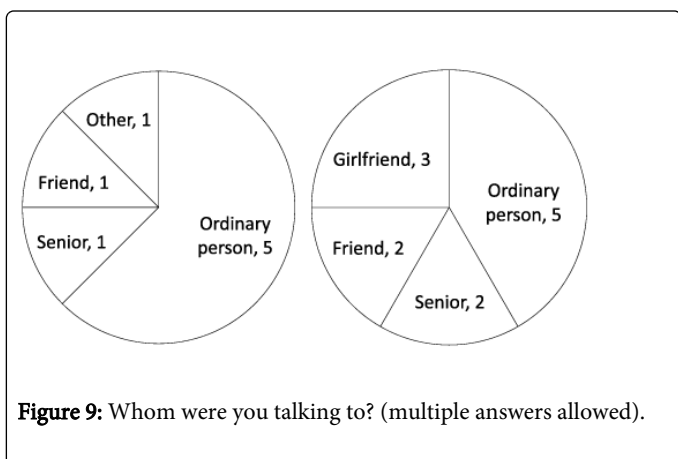 Other, 1
Friend, 1
Senior, 1
Ordinary
person, 5
Girlfriend, 3
Friend, 2
Senior, 2
Ordinary
person, 5
Figure 9: Whom were you talking to? (multiple answers allowed).